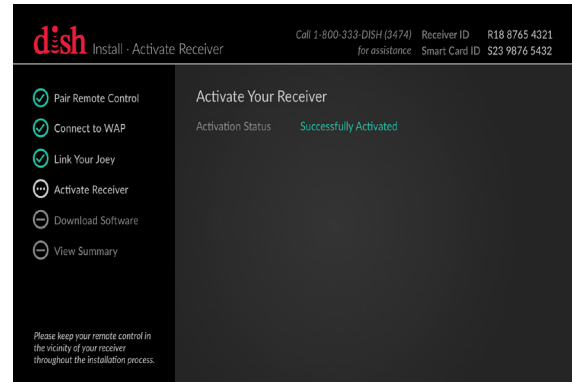 dish Install · Activate Receiver
Call 1-800-333-DISH (3474)
for assistance
Receiver ID R18 8765 4321
Smart Card ID S23 9876 5432
Pair Remote Control
Connect to WAP
Link Your Joey
Activate Receiver
Download Software
View Summary
Please keep your remote control in
the vicinity of your receiver
throughout the installation process.
Activate Your Receiver
Activation Status Successfully Activated